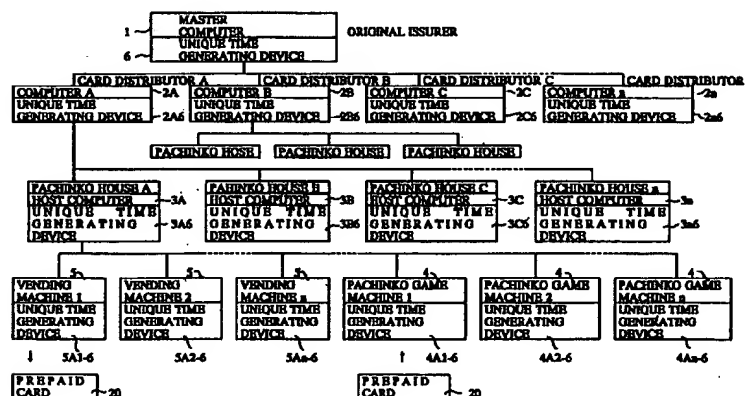 MASTER
1 COMPUTER ORIGINAL ISSURER
UNIQUE TIME
6 GENERATING DEVICE
CARD DISTRIBUTOR A CARD DISTRIBUTOR B CARD DISTRIBUTOR C CARD DISTRIBUTOR
COMPUTER A 2A COMPUTER B 2B COMPUTER C 2C COMPUTER n 2n
UNIQUE TIME UNIQUE TIME UNIQUE TIME UNIQUE TIME
GENERATING DEVICE 2A6 GENERATING DEVICE 2B6 GENERATING DEVICE 2C6 GENERATING DEVICE 2n6
PACHINKO HOSE PACHINKO HOUSE PACHINKO HOUSE
PACHINKO HOUSE A PAHINKO HOUSE B PACHINKO HOUSE C PACHINKO HOUSE n
HOST COMPUTER 3A HOST COMPUTER 3B HOST COMPUTER 3C HOST COMPUTER 3n
UNIQUE TIME UNIQUE TIME UNIQUE TIME UNIQUE TIME
GENERATING 3A6 GENERATING 3B6 GENERATING 3C6 GENERATING 3n6
DEVICE DEVICE DEVICE DEVICE
5 5 5 4 4 4
VENDING VENDING VENDING PACHINKO GAME PACHINKO GAME PACHINKO GAME
MACHINE 1 MACHINE 2 MACHINE n MACHINE 1 MACHINE 2 MACHINE n
UNIQUE TIME UNIQUE TIME UNIQUE TIME UNIQUE TIME UNIQUE TIME UNIQUE TIME
GENERATING GENERATING GENERATING GENERATING GENERATING GENERATING
DEVICE DEVICE DEVICE DEVICE DEVICE DEVICE
↓ 5A1-6 5A2-6 5An-6 ↑ 4A1-6 4A2-6 4An-6
PREPAID PREPAID
CARD 20 CARD 20